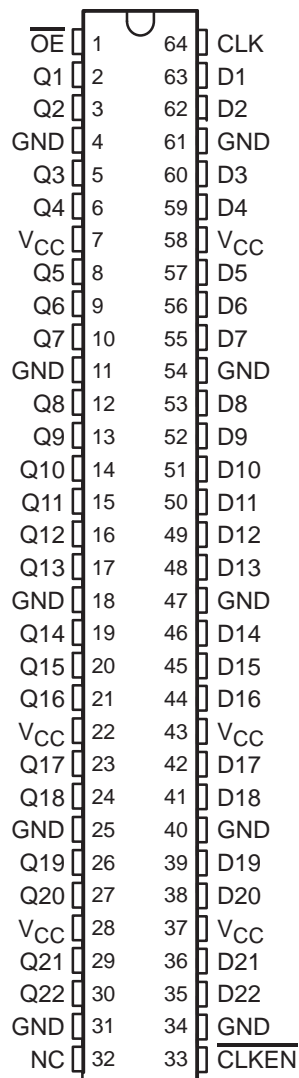 OE 1 64 CLK
Q1 2 63 D1
Q2 3 62 D2
GND 4 61 GND
Q3 5 60 D3
Q4 6 59 D4
VCC 7 58 VCC
Q5 8 57 D5
Q6 9 56 D6
Q7 10 55 D7
GND 11 54 GND
Q8 12 53 D8
Q9 13 52 D9
Q10 14 51 D10
Q11 15 50 D11
Q12 16 49 D12
Q13 17 48 D13
GND 18 47 GND
Q14 19 46 D14
Q15 20 45 D15
Q16 21 44 D16
VCC 22 43 VCC
Q17 23 42 D17
Q18 24 41 D18
GND 25 40 GND
Q19 26 39 D19
Q20 27 38 D20
VCC 28 37 VCC
Q21 29 36 D21
Q22 30 35 D22
GND 31 34 GND
NC 32 33 CLKEN